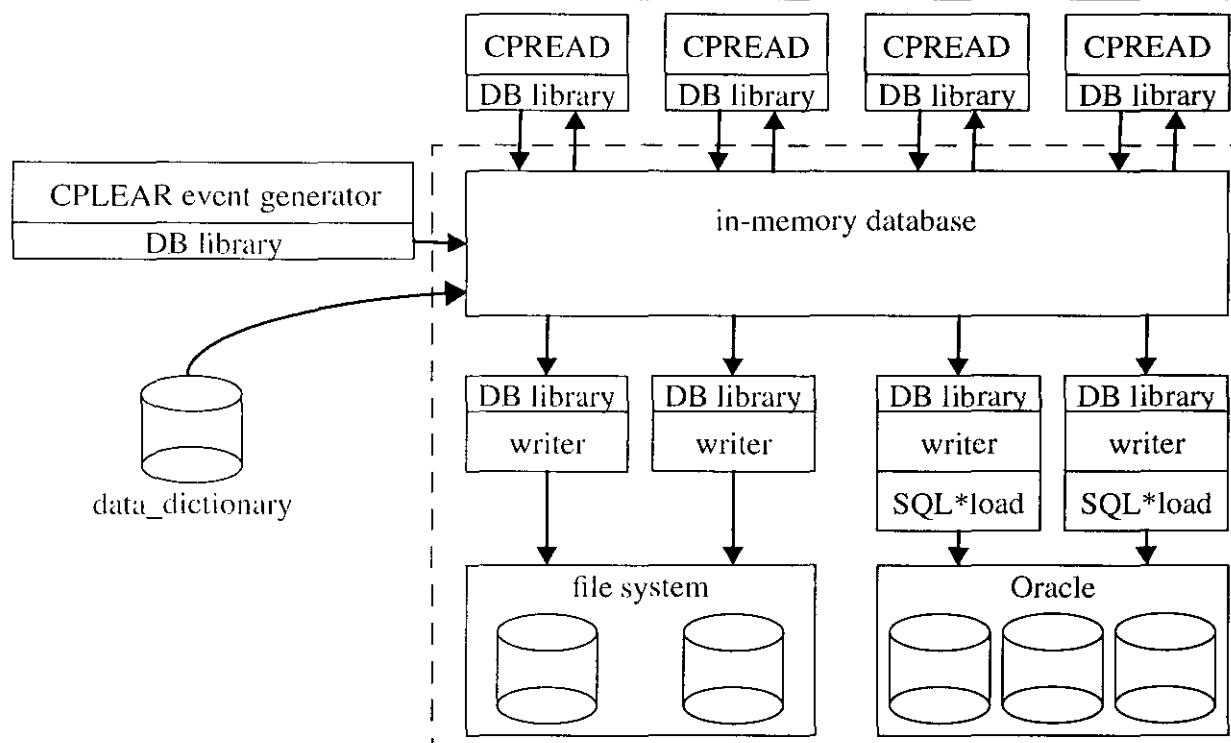 CPREAD CPREAD CPREAD CPREAD
DB library DB library DB library DB library
CPLEAR event generator
DB library
in-memory database
data_dictionary
DB library DB library DB library DB library
writer writer writer writer
SQL*load SQL*load
file system Oracle